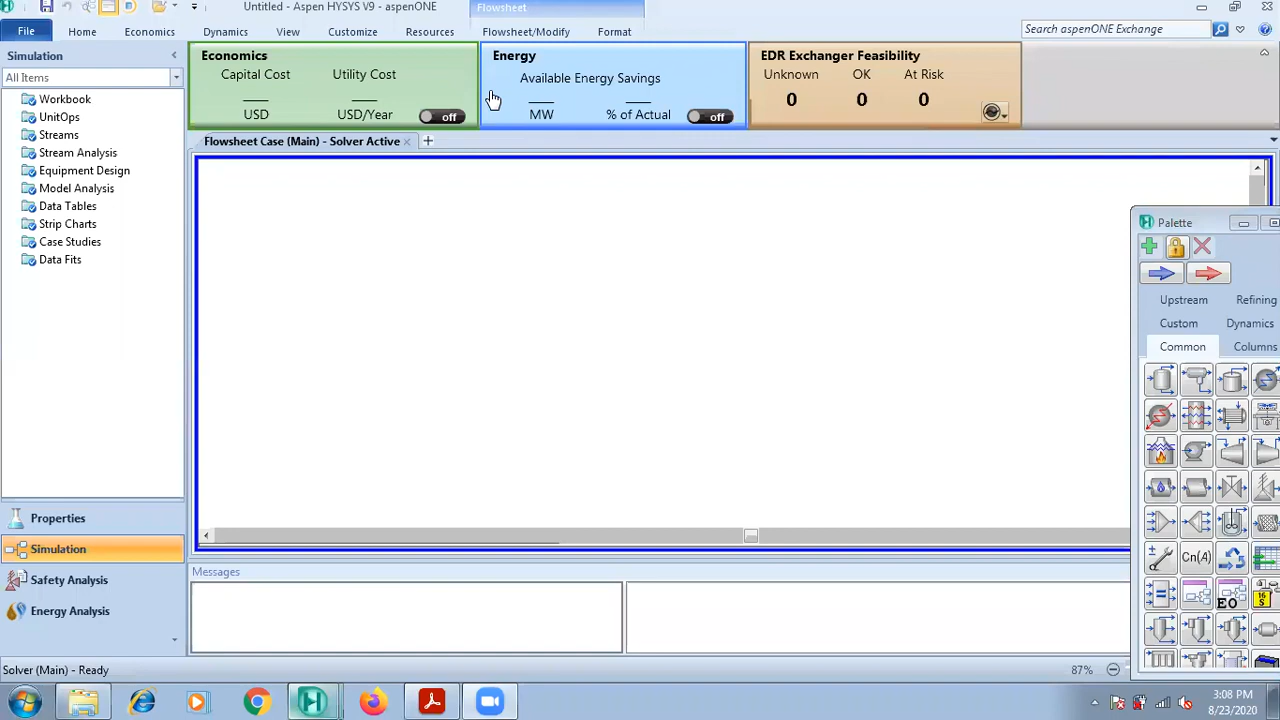 Untitled - Aspen HYSYS V9 - aspenONE
Flowsheet
File
Home
Economics
Dynamics
View
Customize
Resources
Flowsheet/Modify
Format
Search aspenONE Exchange
Simulation
All Items
Workbook
UnitOps
Streams
Stream Analysis
Equipment Design
Model Analysis
Data Tables
Strip Charts
Case Studies
Data Fits
Properties
Simulation
Safety Analysis
Energy Analysis
Economics
Capital Cost
Utility Cost
USD
USD/Year
off
Energy
Available Energy Savings
MW
% of Actual
off
EDR Exchanger Feasibility
Unknown
OK
At Risk
0
0
0
Flowsheet Case (Main) - Solver Active
Palette
Upstream
Refining
Custom
Dynamics
Common
Columns
Cn(4)
EO
16
S
Messages
Solver (Main) - Ready
87%
3:08 PM
8/23/2020